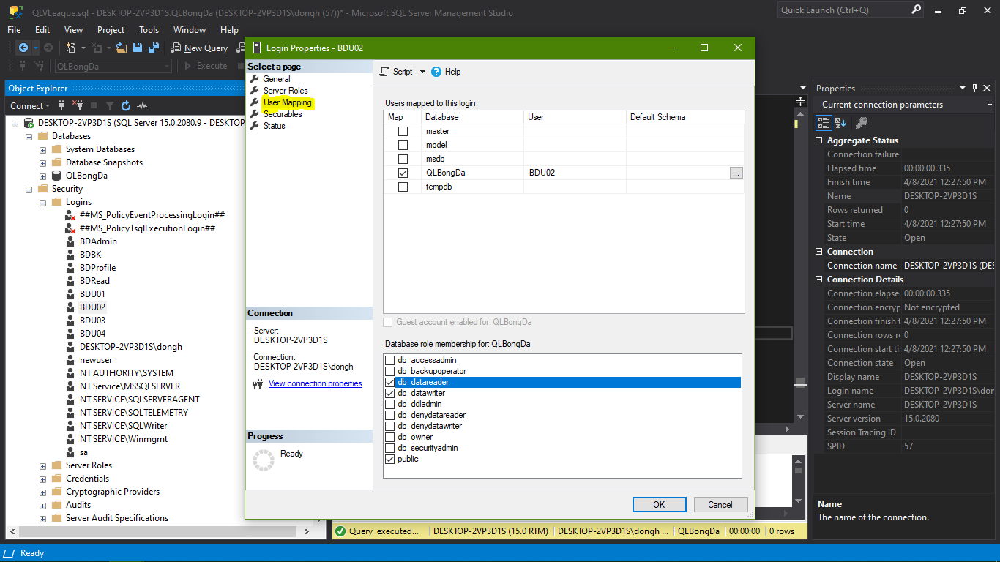 QLVLeague.sql - DESKTOP-2VP3D1S.QLBongDa (DESKTOP-2VP3D1S\dongh (57))* - Microsoft SQL Server Management Studio
Quick Launch (Ctrl+Q)
File Edit View Project Tools Window Help
New Query
QLBongDa
Execute
Object Explorer
Connect
DESKTOP-2VP3D1S (SQL Server 15.0.2080.9 - DESKTOP
Databases
System Databases
Database Snapshots
QLBongDa
Security
Logins
##MS_PolicyEventProcessingLogin##
##MS_PolicyTsqlExecutionLogin##
BDAdmin
BDBK
BDProfile
BDRead
BDU01
BDU02
BDU03
BDU04
DESKTOP-2VP3D1S\dongh
newuser
NT AUTHORITY\SYSTEM
NT Service\MSSQLSERVER
NT SERVICE\SQLSERVERAGENT
NT SERVICE\SQLTELEMETRY
NT SERVICE\SQLWriter
NT SERVICE\Winmgmt
sa
Server Roles
Credentials
Cryptographic Providers
Audits
Server Audit Specifications
Login Properties - BDU02
Select a page
General
Server Roles
User Mapping
Securables
Status
Connection
Server:
DESKTOP-2VP3D1S
Connection:
DESKTOP-2VP3D1S\dongh
View connection properties
Progress
Ready
Script Help
Users mapped to this login:
Map Database User Default Schema
master
model
msdb
QLBongDa BDU02 ...
tempdb
Guest account enabled for: QLBongDa
Database role membership for: QLBongDa
db_accessadmin
db_backupoperator
db_datareader
db_datawriter
db_ddladmin
db_denydatareader
db_denydatawriter
db_owner
db_securityadmin
public
OK Cancel
Query executed... DESKTOP-2VP3D1S (15.0 RTM) DESKTOP-2VP3D1S\dongh ... QLBongDa 00:00:00 0 rows
Properties
Current connection parameters
Aggregate Status
Connection failures
Elapsed time 00:00:00.335
Finish time 4/8/2021 12:27:50 PM
Name DESKTOP-2VP3D1S
Rows returned 0
Start time 4/8/2021 12:27:50 PM
State Open
Connection
Connection name DESKTOP-2VP3D1S (DES
Connection Details
Connection elapse 00:00:00.335
Connection encryp Not encrypted
Connection finish t 4/8/2021 12:27:50 PM
Connection rows re 0
Connection start tir 4/8/2021 12:27:50 PM
Connection state Open
Display name DESKTOP-2VP3D1S
Login name DESKTOP-2VP3D1S\don
Server name DESKTOP-2VP3D1S
Server version 15.0.2080
Session Tracing ID
SPID 57
Name
The name of the connection.
Ready